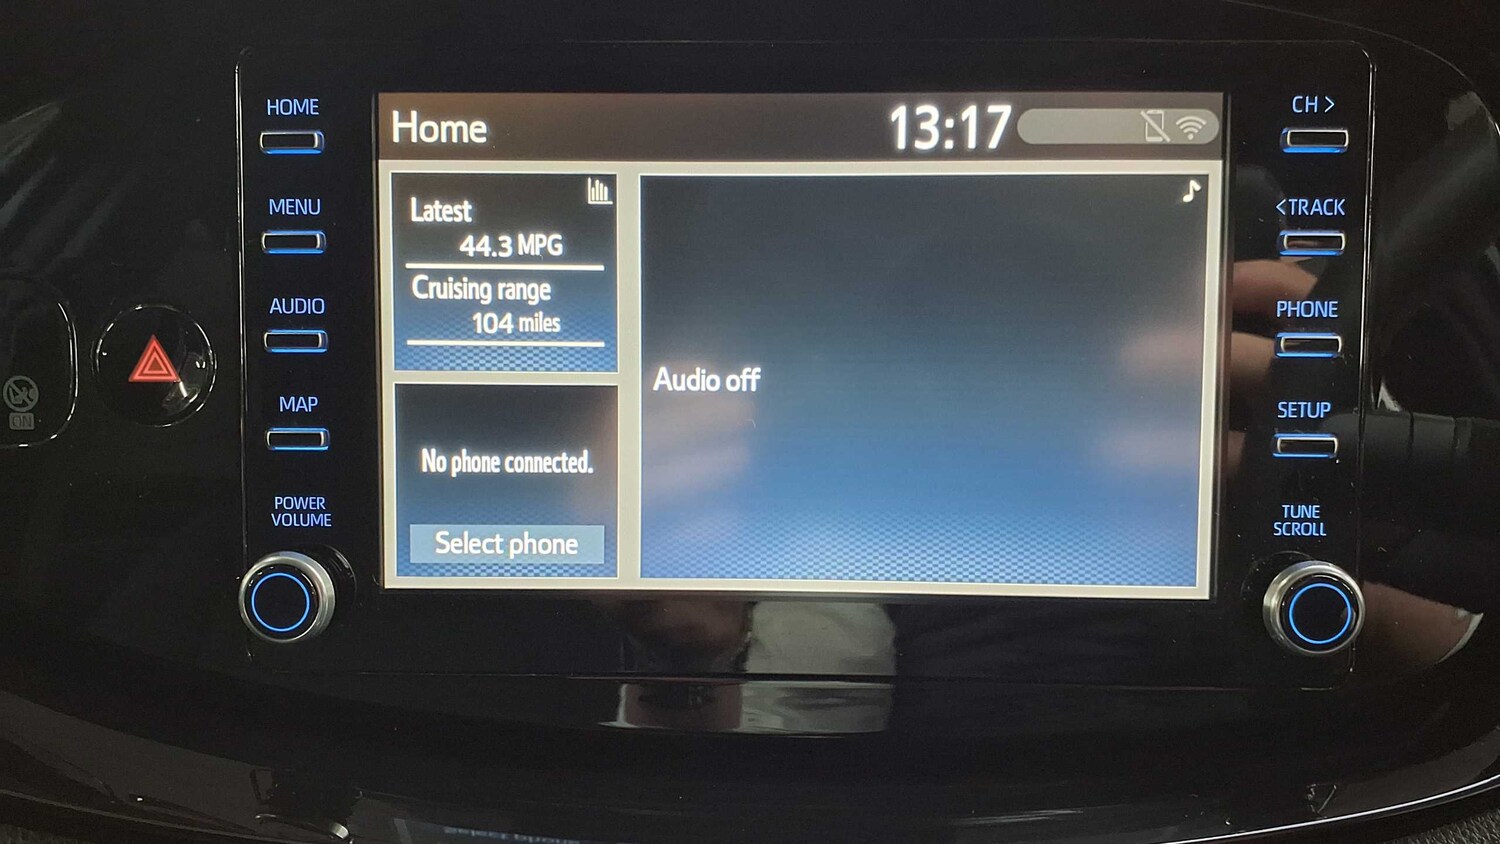 HOME
MENU
AUDIO
MAP
POWER
VOLUME
ON
Home
13:17
Latest
44.3 MPG
Cruising range
104 miles
No phone connected.
Select phone
Audio off
CH >
<TRACK
PHONE
SETUP
TUNE
SCROLL